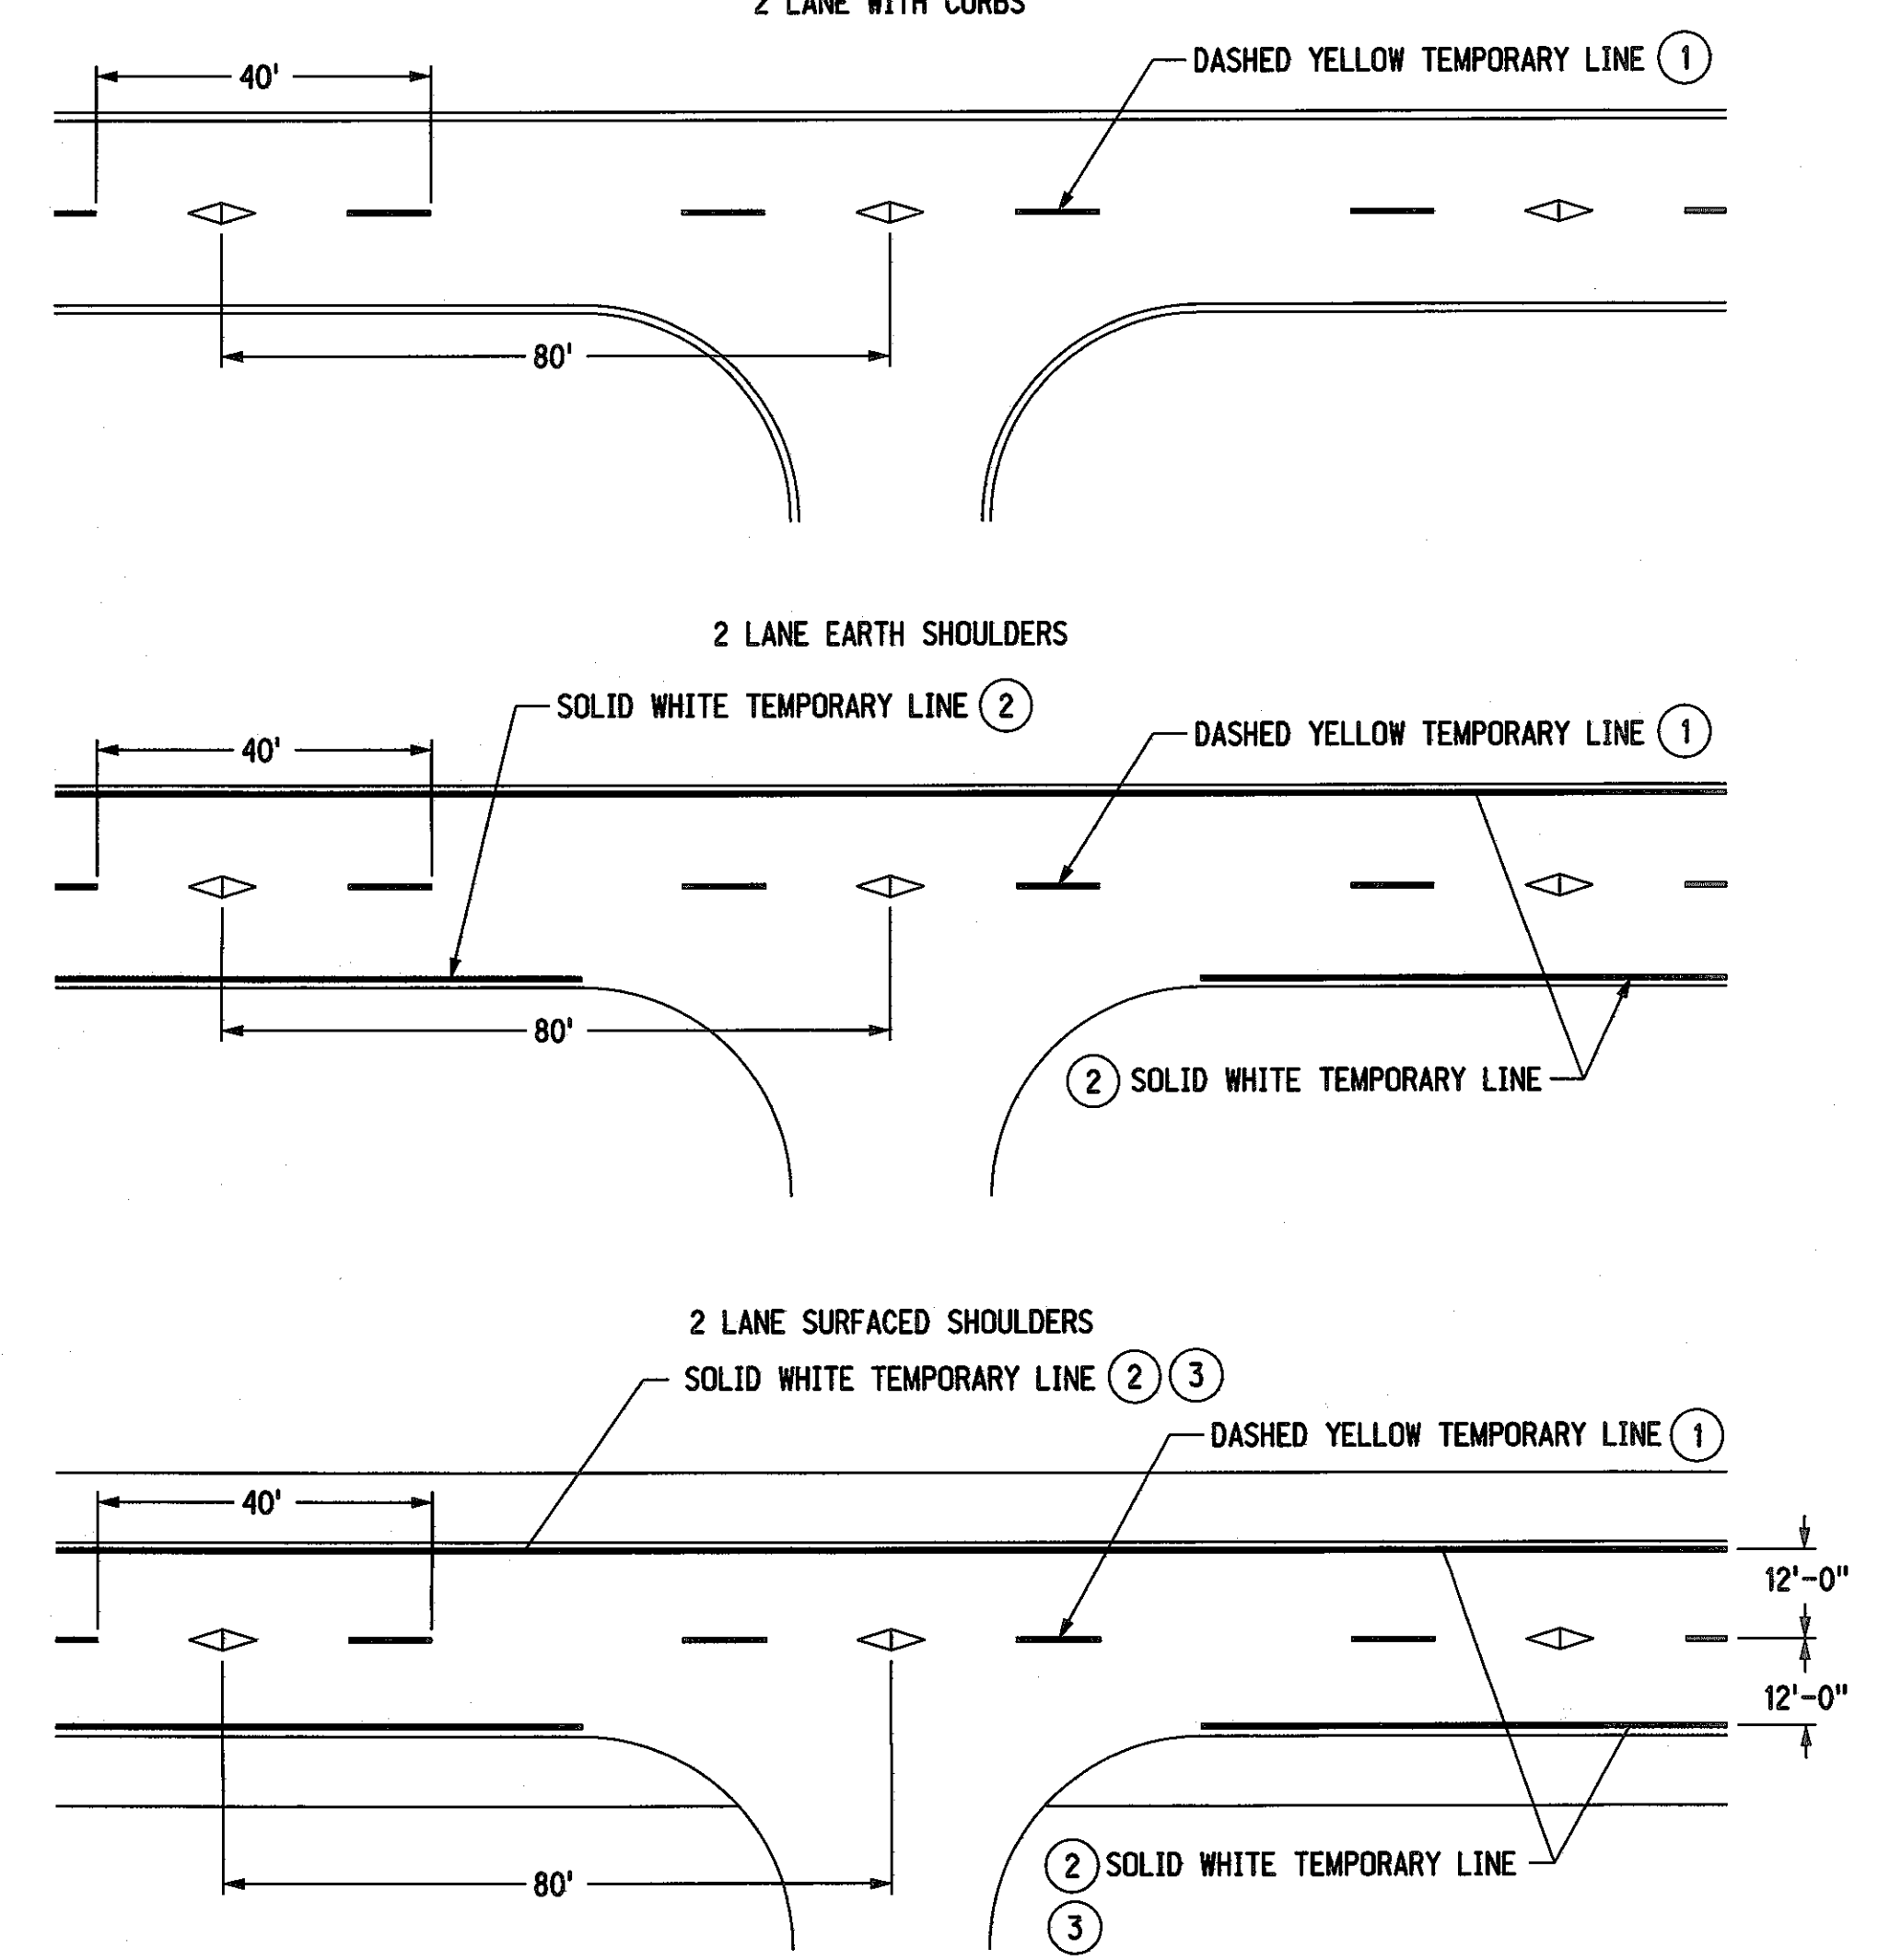 2 LANE WITH CURBS
DASHED YELLOW TEMPORARY LINE 1
40'
80'
2 LANE EARTH SHOULDERS
SOLID WHITE TEMPORARY LINE 2
DASHED YELLOW TEMPORARY LINE 1
40'
80'
2 SOLID WHITE TEMPORARY LINE
2 LANE SURFACED SHOULDERS
SOLID WHITE TEMPORARY LINE 2 3
DASHED YELLOW TEMPORARY LINE 1
40'
12'-0"
12'-0"
2 SOLID WHITE TEMPORARY LINE
80'
3